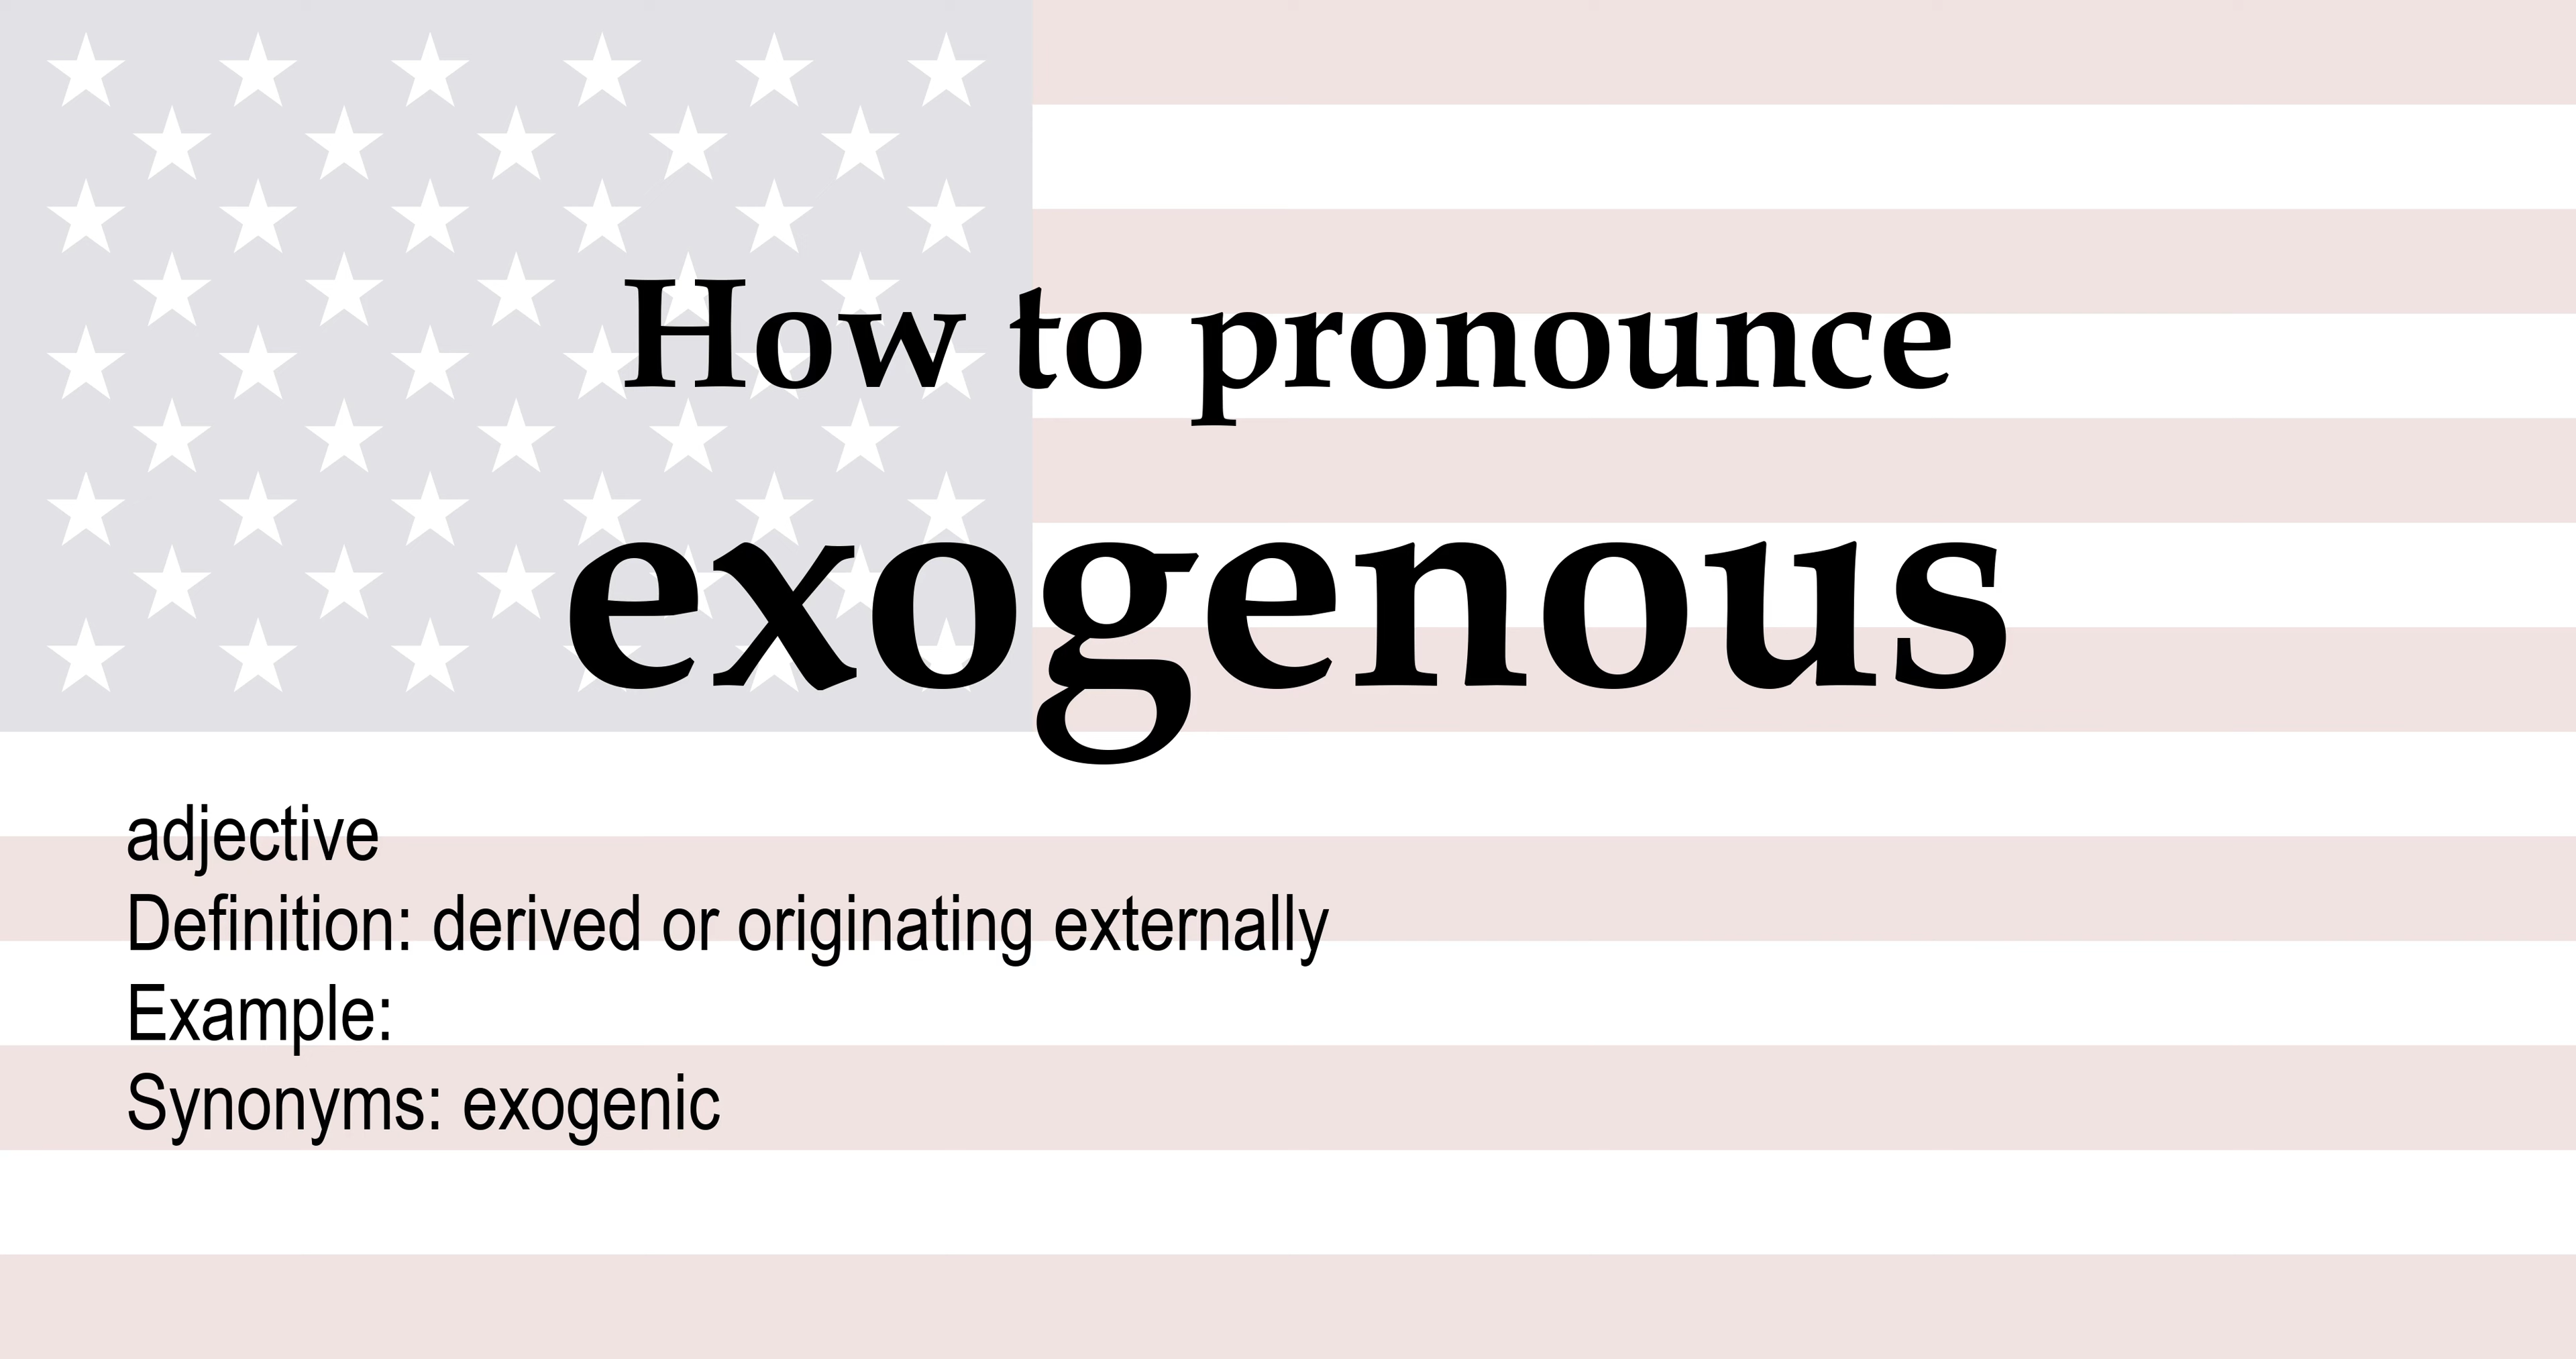 How to pronounce
exogenous
adjective
Definition: derived or originating externally
Example:
Synonyms: exogenic